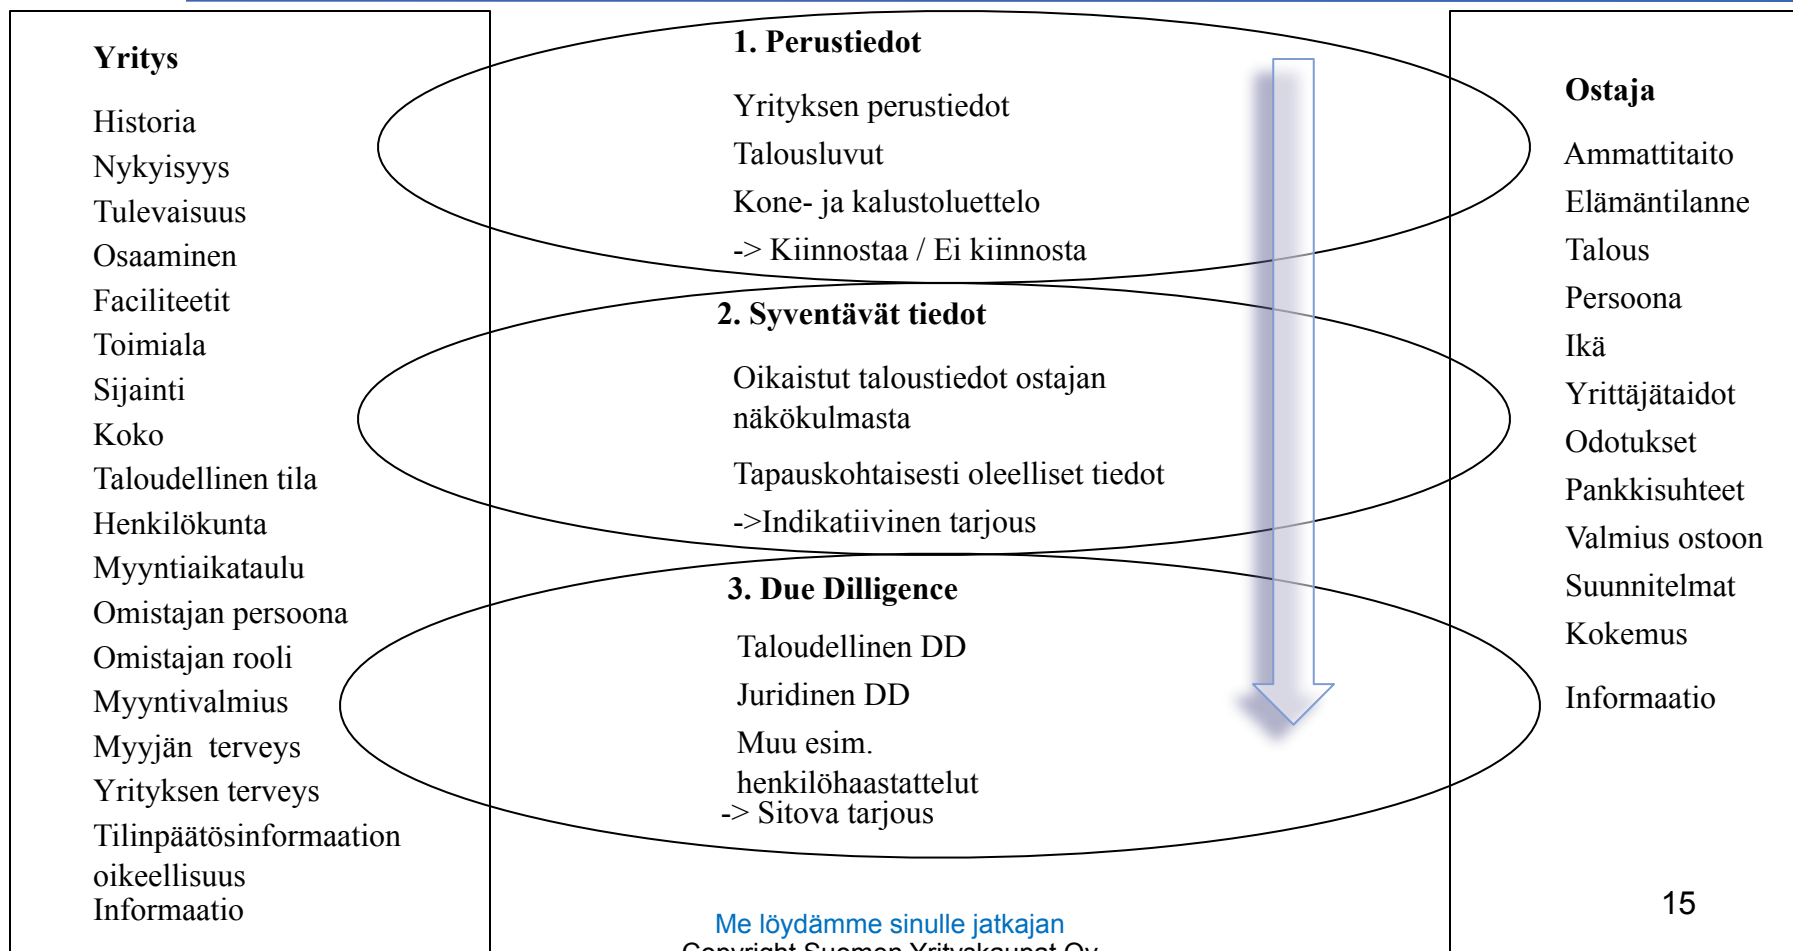 Yritys
Historia
Nykyisyys
Tulevaisuus
Osaaminen
Faciliteetit
Toimiala
Sijainti
Koko
Taloudellinen tila
Henkilökunta
Myyntiaikataulu
Omistajan persoona
Omistajan rooli
Myyntivalmius
Myyjän terveys
Yrityksen terveys
Tilinpäätösinformaation
oikeellisuus
Informaatio
1. Perustiedot
Yrityksen perustiedot
Talousluvut
Kone- ja kalustoluettelo
-> Kiinnostaa / Ei kiinnosta
2. Syventävät tiedot
Oikaistut taloustiedot ostajan
näkökulmasta
Tapauskohtaisesti oleelliset tiedot
->Indikatiivinen tarjous
3. Due Dilligence
Taloudellinen DD
Juridinen DD
Muu esim.
henkilöhaastattelut
-> Sitova tarjous
Ostaja
Ammattitaito
Elämäntilanne
Talous
Persoona
Ikä
Yrittäjätaidot
Odotukset
Pankkisuhteet
Valmius ostoon
Suunnitelmat
Kokemus
Informaatio
15
Me löydämme sinulle jatkajan
Copyright Suomen Yrityskaupat Oy